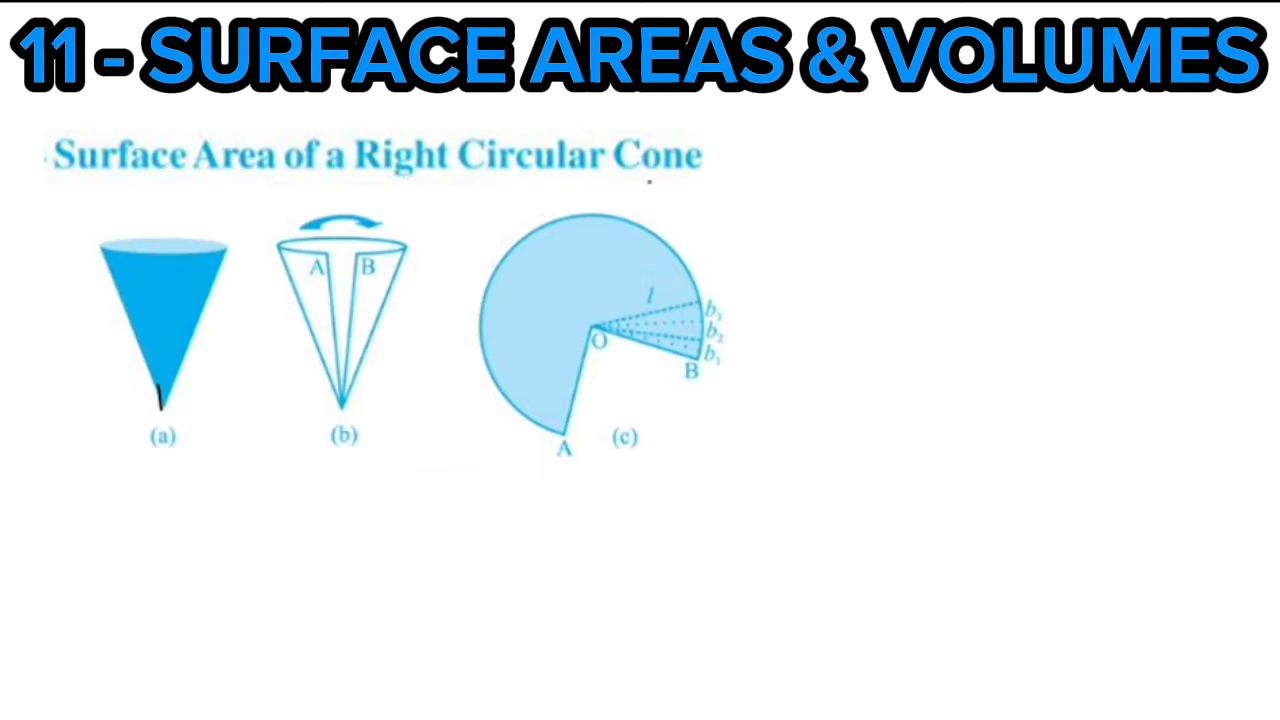 11 - SURFACE AREAS & VOLUMES
Surface Area of a Right Circular Cone
A B
l
b₃
b₂
O
b₁
B
A
(a) (b) (c)